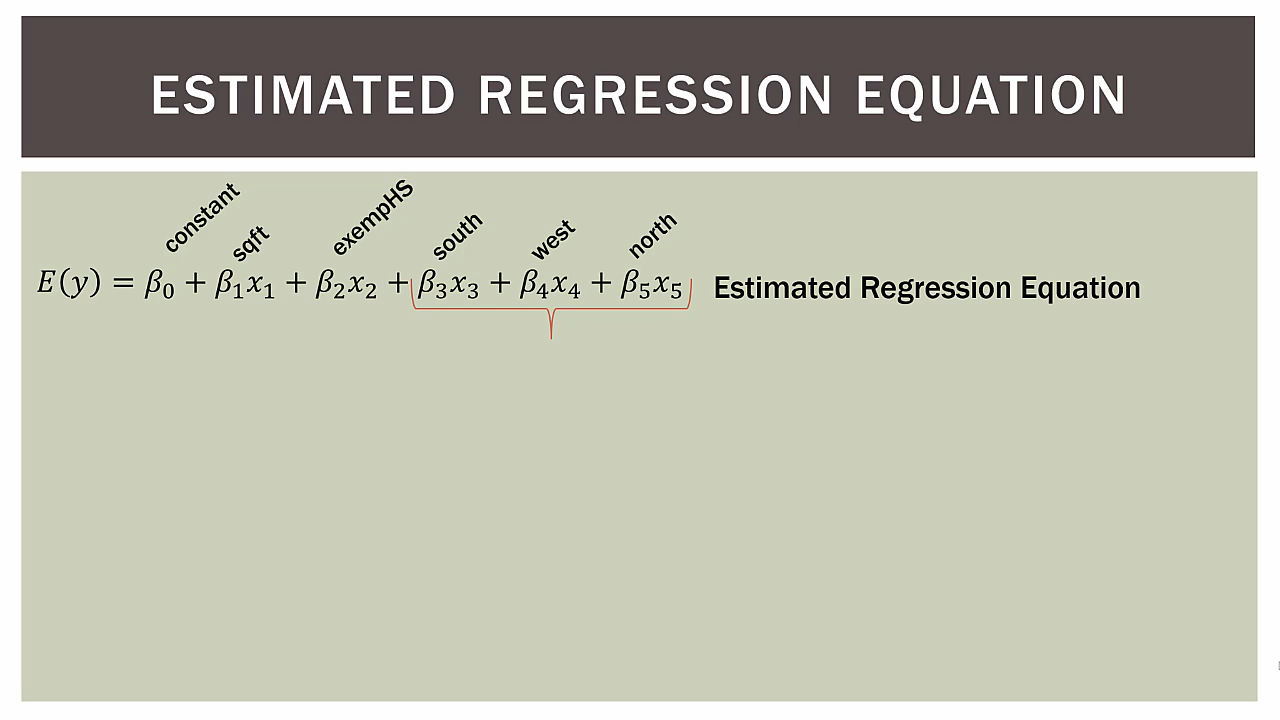 ESTIMATED REGRESSION EQUATION
constant sqft exempHS south west north
E(y) = β₀ + β₁x₁ + β₂x₂ + β₃x₃ + β₄x₄ + β₅x₅ Estimated Regression Equation